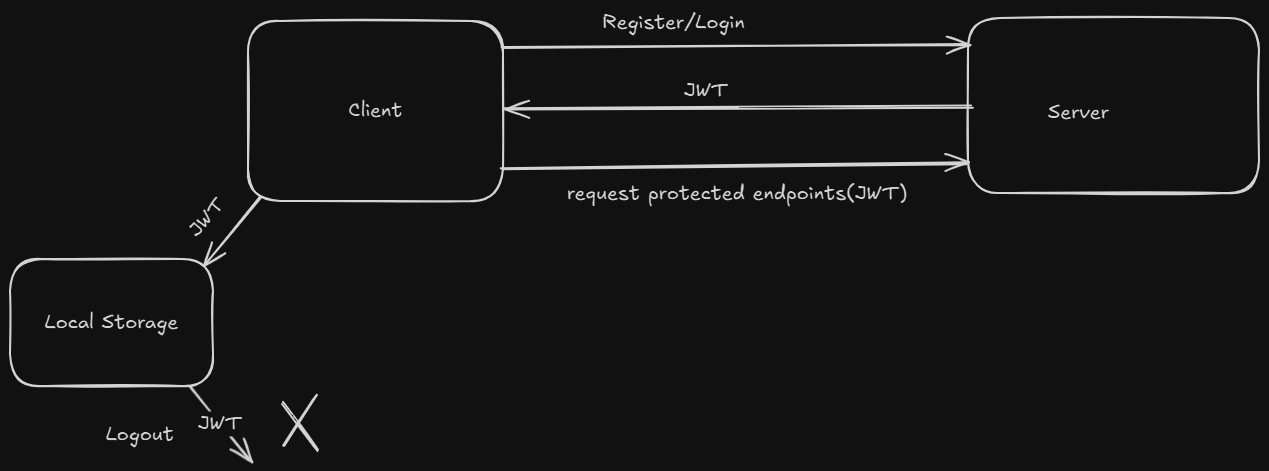 Register/Login
JWT
Client
Server
request protected endpoints(JWT)
JWT
Local Storage
JWT
Logout